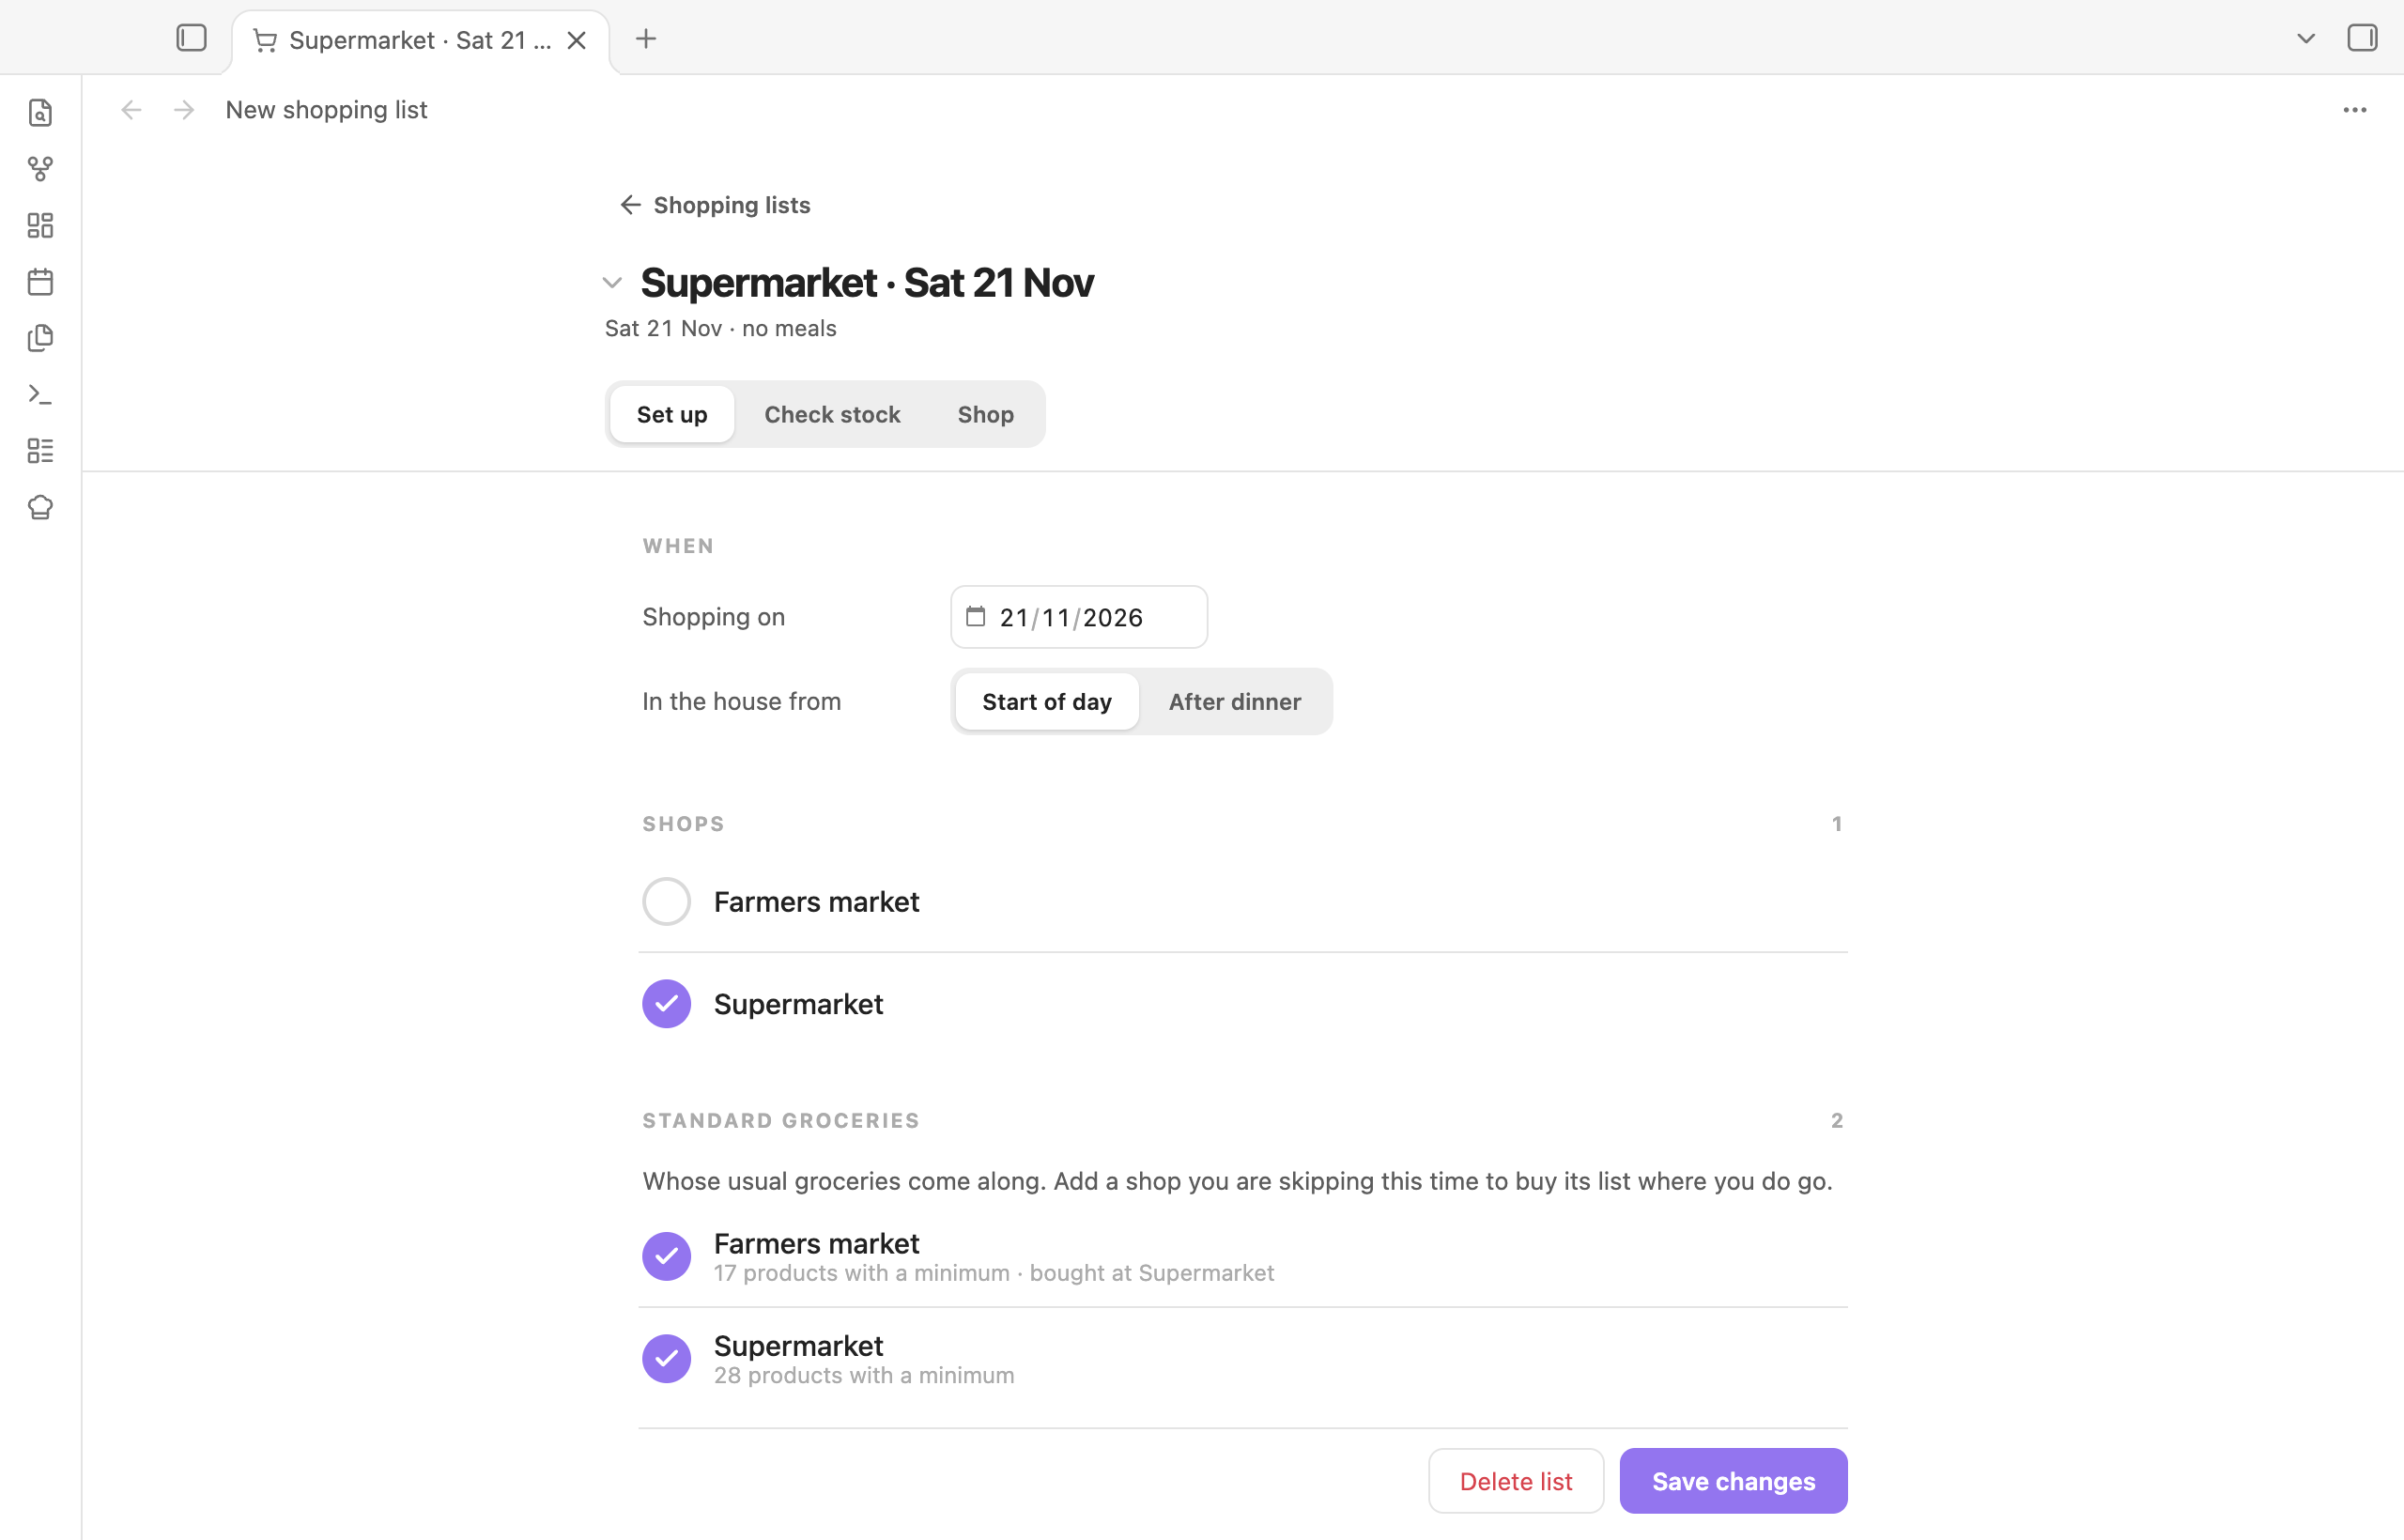 Supermarket · Sat 21 ...
New shopping list
Shopping lists
Supermarket · Sat 21 Nov
Sat 21 Nov · no meals
Set up
Check stock
Shop
WHEN
Shopping on
21/11/2026
In the house from
Start of day
After dinner
SHOPS
1
Farmers market
Supermarket
STANDARD GROCERIES
2
Whose usual groceries come along. Add a shop you are skipping this time to buy its list where you do go.
Farmers market
17 products with a minimum · bought at Supermarket
Supermarket
28 products with a minimum
Delete list
Save changes